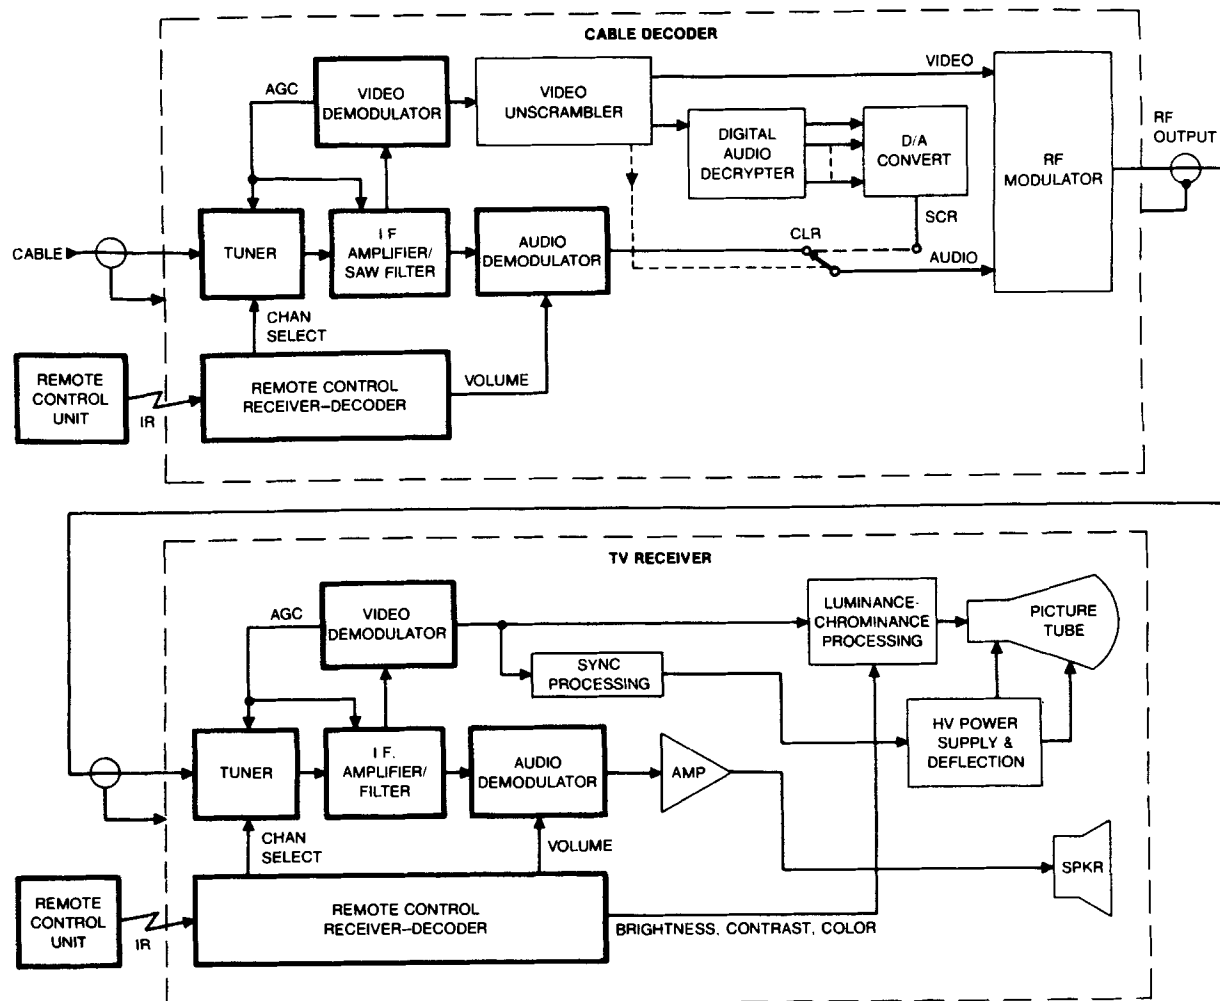 CABLE DECODER
AGC
VIDEO
DEMODULATOR
VIDEO
UNSCRAMBLER
VIDEO
DIGITAL
AUDIO
DECRYPTER
D/A
CONVERT
RF
MODULATOR
RF
OUTPUT
SCR
CABLE
TUNER
I F
AMPLIFIER/
SAW FILTER
AUDIO
DEMODULATOR
CLR
AUDIO
CHAN
SELECT
REMOTE
CONTROL
UNIT
IR
REMOTE CONTROL
RECEIVER–DECODER
VOLUME
TV RECEIVER
AGC
VIDEO
DEMODULATOR
LUMINANCE-
CHROMINANCE
PROCESSING
PICTURE
TUBE
SYNC
PROCESSING
HV POWER
SUPPLY &
DEFLECTION
TUNER
I F.
AMPLIFIER/
FILTER
AUDIO
DEMODULATOR
AMP
CHAN
SELECT
VOLUME
SPKR
REMOTE
CONTROL
UNIT
IR
REMOTE CONTROL
RECEIVER–DECODER
BRIGHTNESS, CONTRAST, COLOR